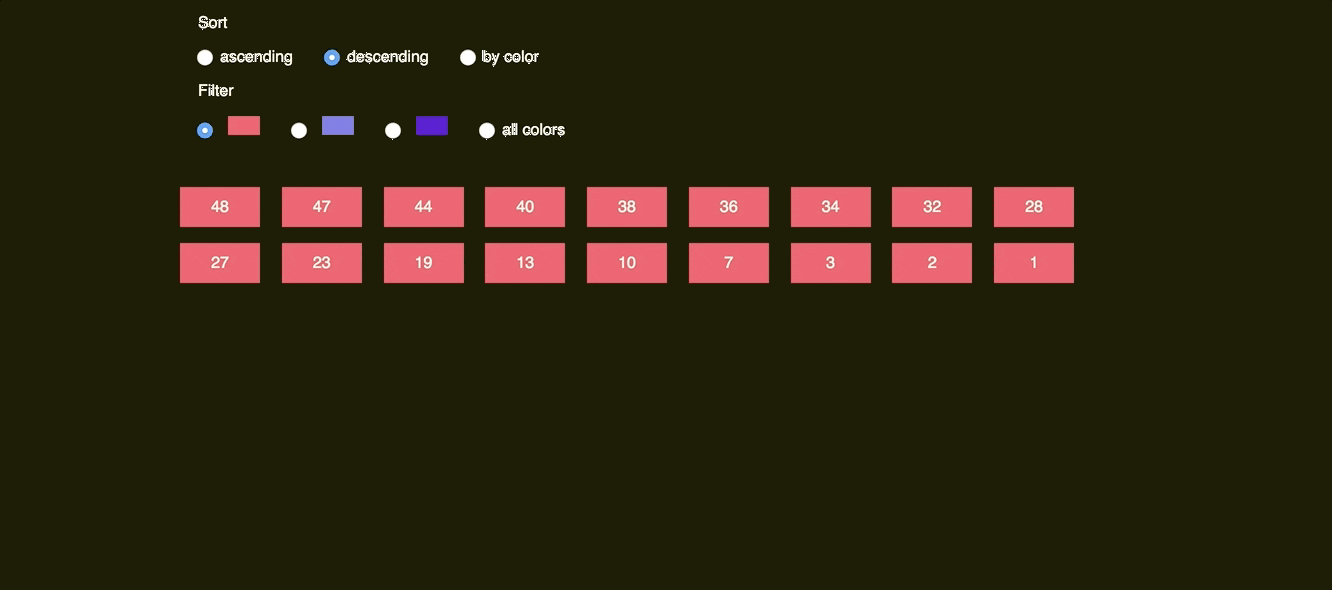 Sort
ascending descending by color
Filter
all colors
48 47 44 40 38 36 34 32 28
27 23 19 13 10 7 3 2 1